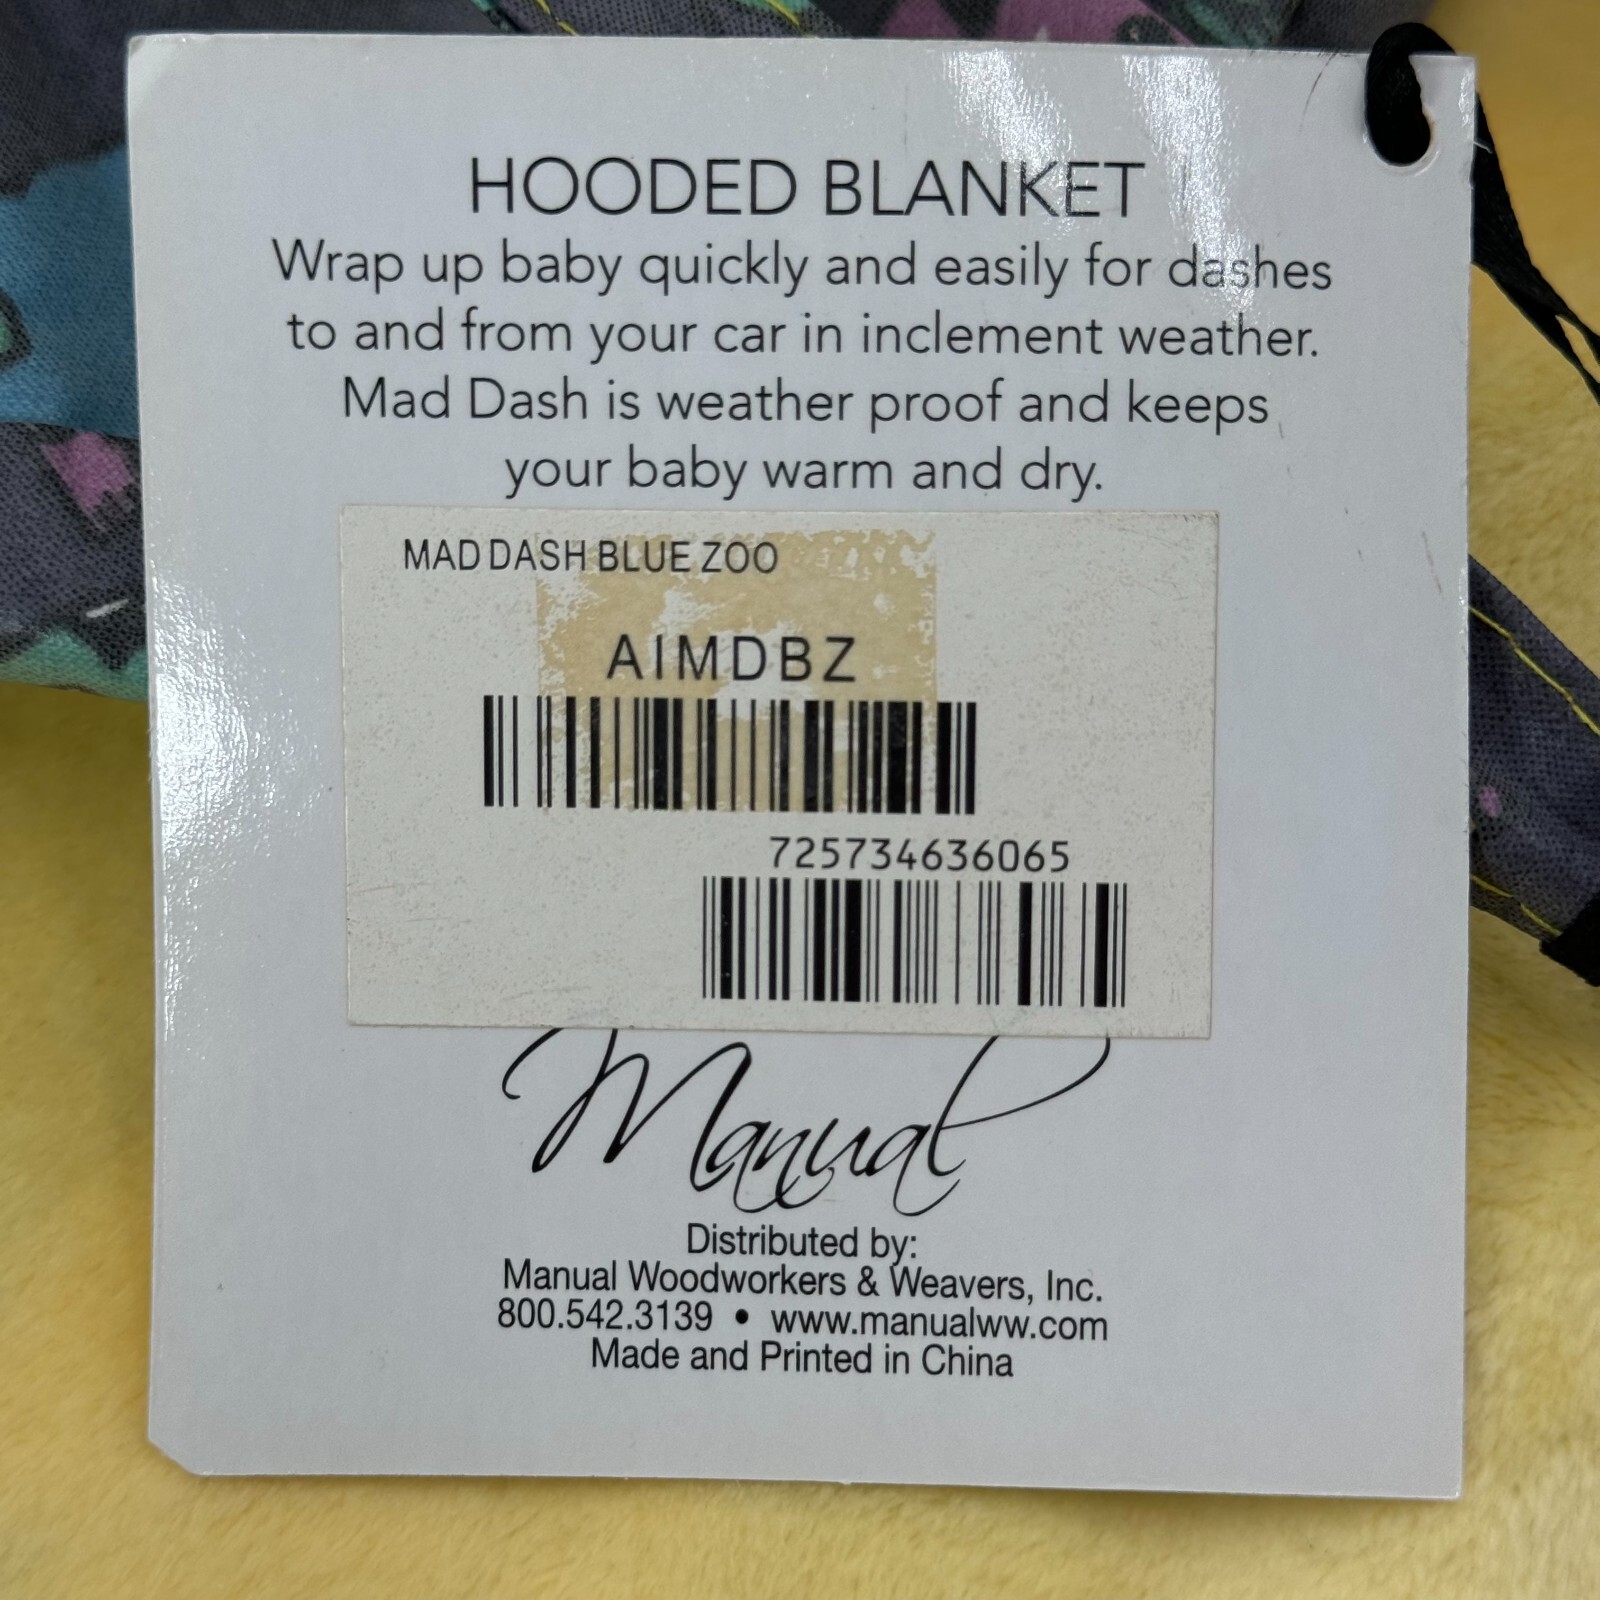 HOODED BLANKET
Wrap up baby quickly and easily for dashes
to and from your car in inclement weather.
Mad Dash is weather proof and keeps
your baby warm and dry.
MAD DASH BLUE ZOO
AIMDBZ
725734636065
Manual
Distributed by:
Manual Woodworkers & Weavers, Inc.
800.542.3139 • www.manualww.com
Made and Printed in China